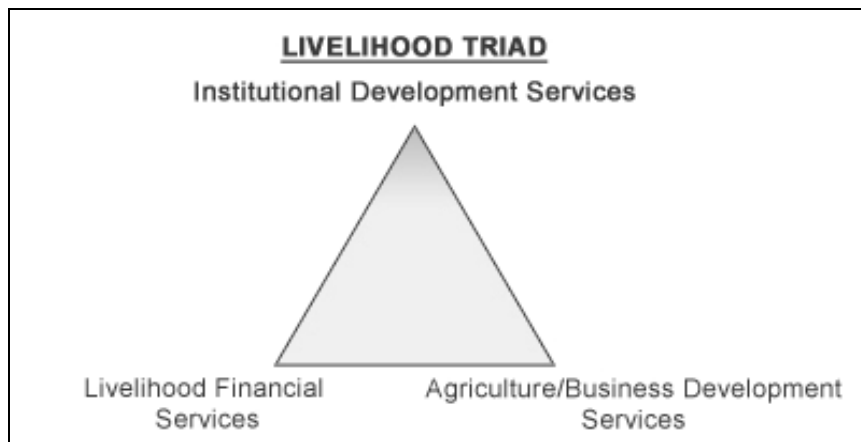 LIVELIHOOD TRIAD
Institutional Development Services
Livelihood Financial
Services
Agriculture/Business Development
Services